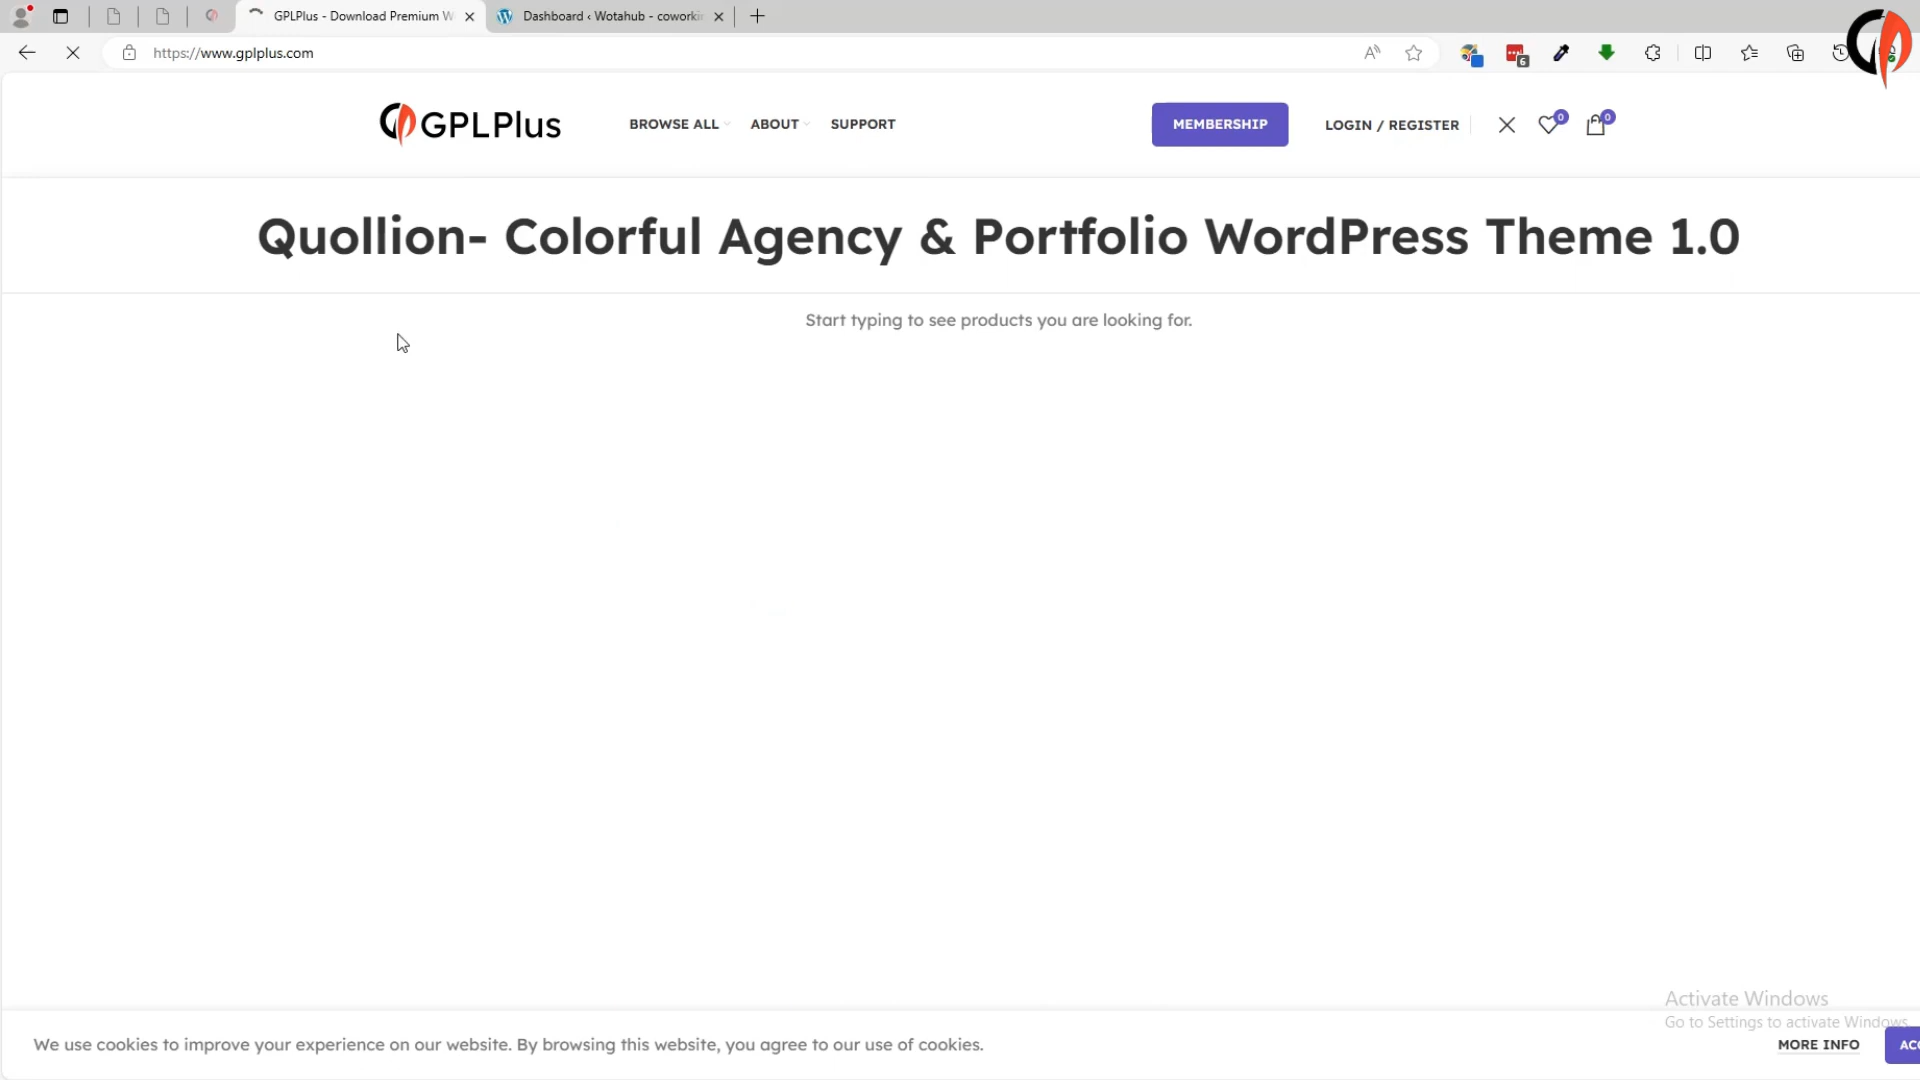 GPLPlus - Download Premium W
Dashboard ‹ Wotahub - coworkin
https://www.gplplus.com
6
GPLPlus
BROWSE ALL
ABOUT
SUPPORT
MEMBERSHIP
LOGIN / REGISTER
0
0
Quollion- Colorful Agency & Portfolio WordPress Theme 1.0
Start typing to see products you are looking for.
Activate Windows
Go to Settings to activate Windows.
We use cookies to improve your experience on our website. By browsing this website, you agree to our use of cookies.
MORE INFO
ACC